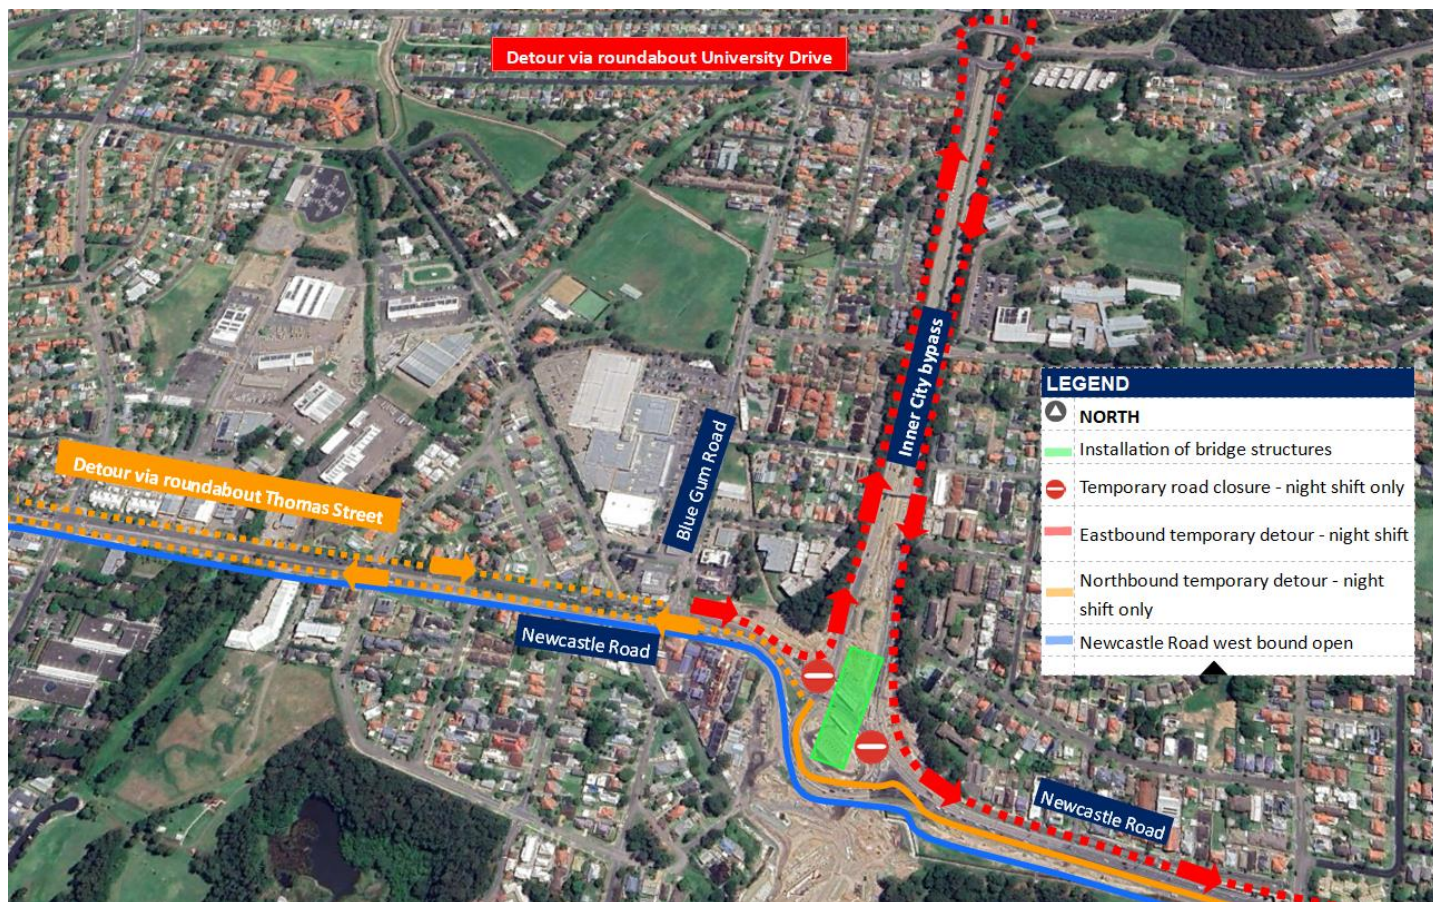 Detour via roundabout University Drive
Inner City bypass
LEGEND
NORTH
Installation of bridge structures
Temporary road closure - night shift only
Eastbound temporary detour - night shift
Northbound temporary detour - night
shift only
Newcastle Road west bound open
Blue Gum Road
Detour via roundabout Thomas Street
Newcastle Road
Newcastle Road